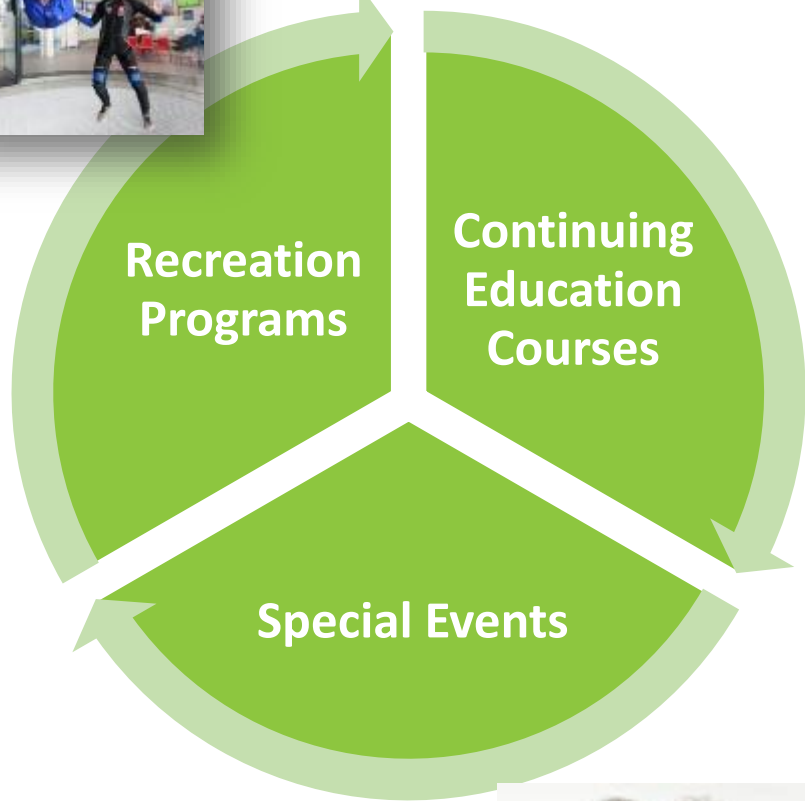 Recreation
Programs
Continuing
Education
Courses
Special Events